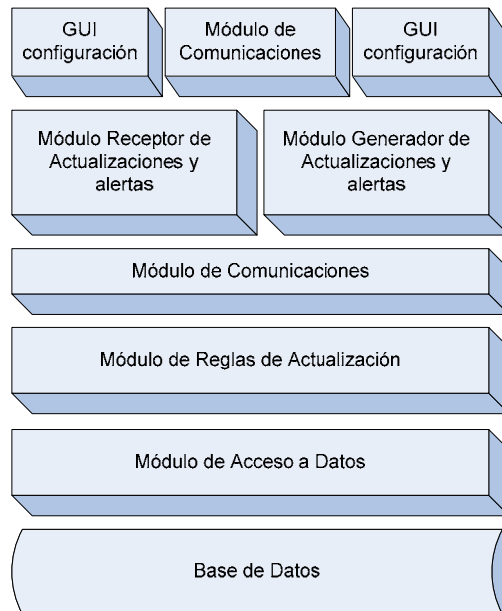 GUI
configuración
Módulo de
Comunicaciones
GUI
configuración
Módulo Receptor de
Actualizaciones y
alertas
Módulo Generador de
Actualizaciones y
alertas
Módulo de Comunicaciones
Módulo de Reglas de Actualización
Módulo de Acceso a Datos
Base de Datos